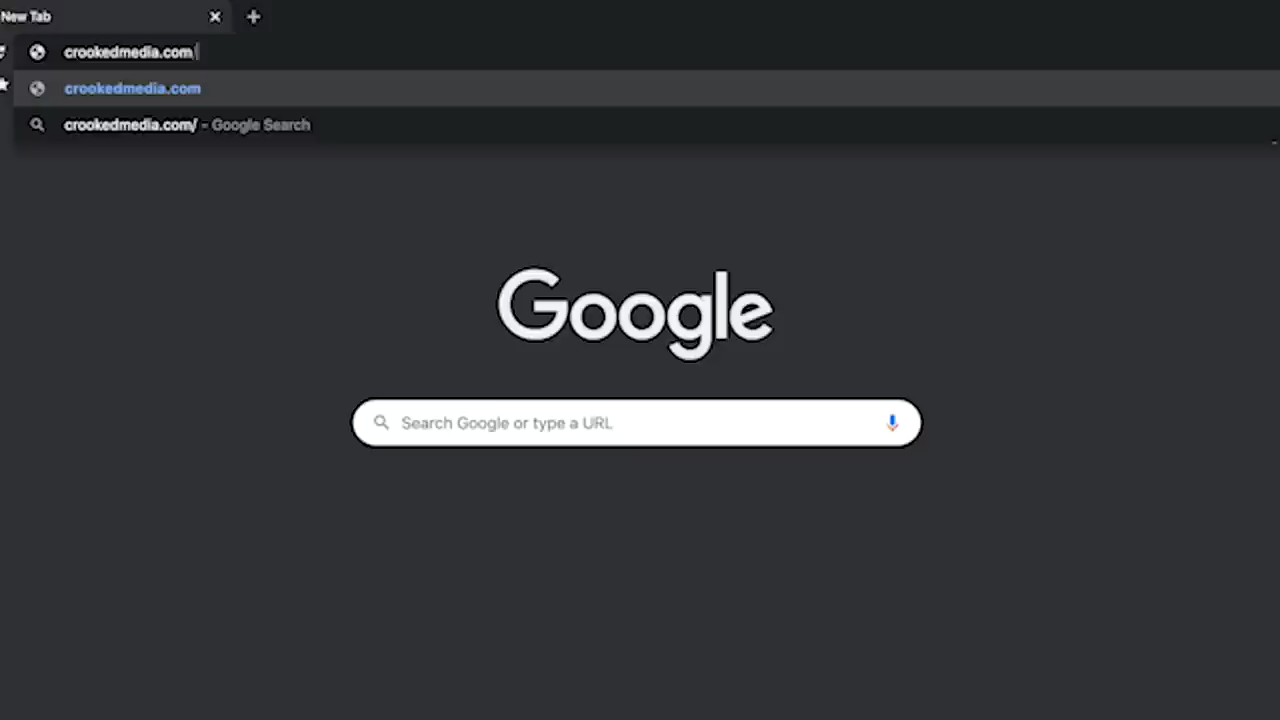 New Tab
crookedmedia.com/
crookedmedia.com
crookedmedia.com/ - Google Search
Google
Search Google or type a URL